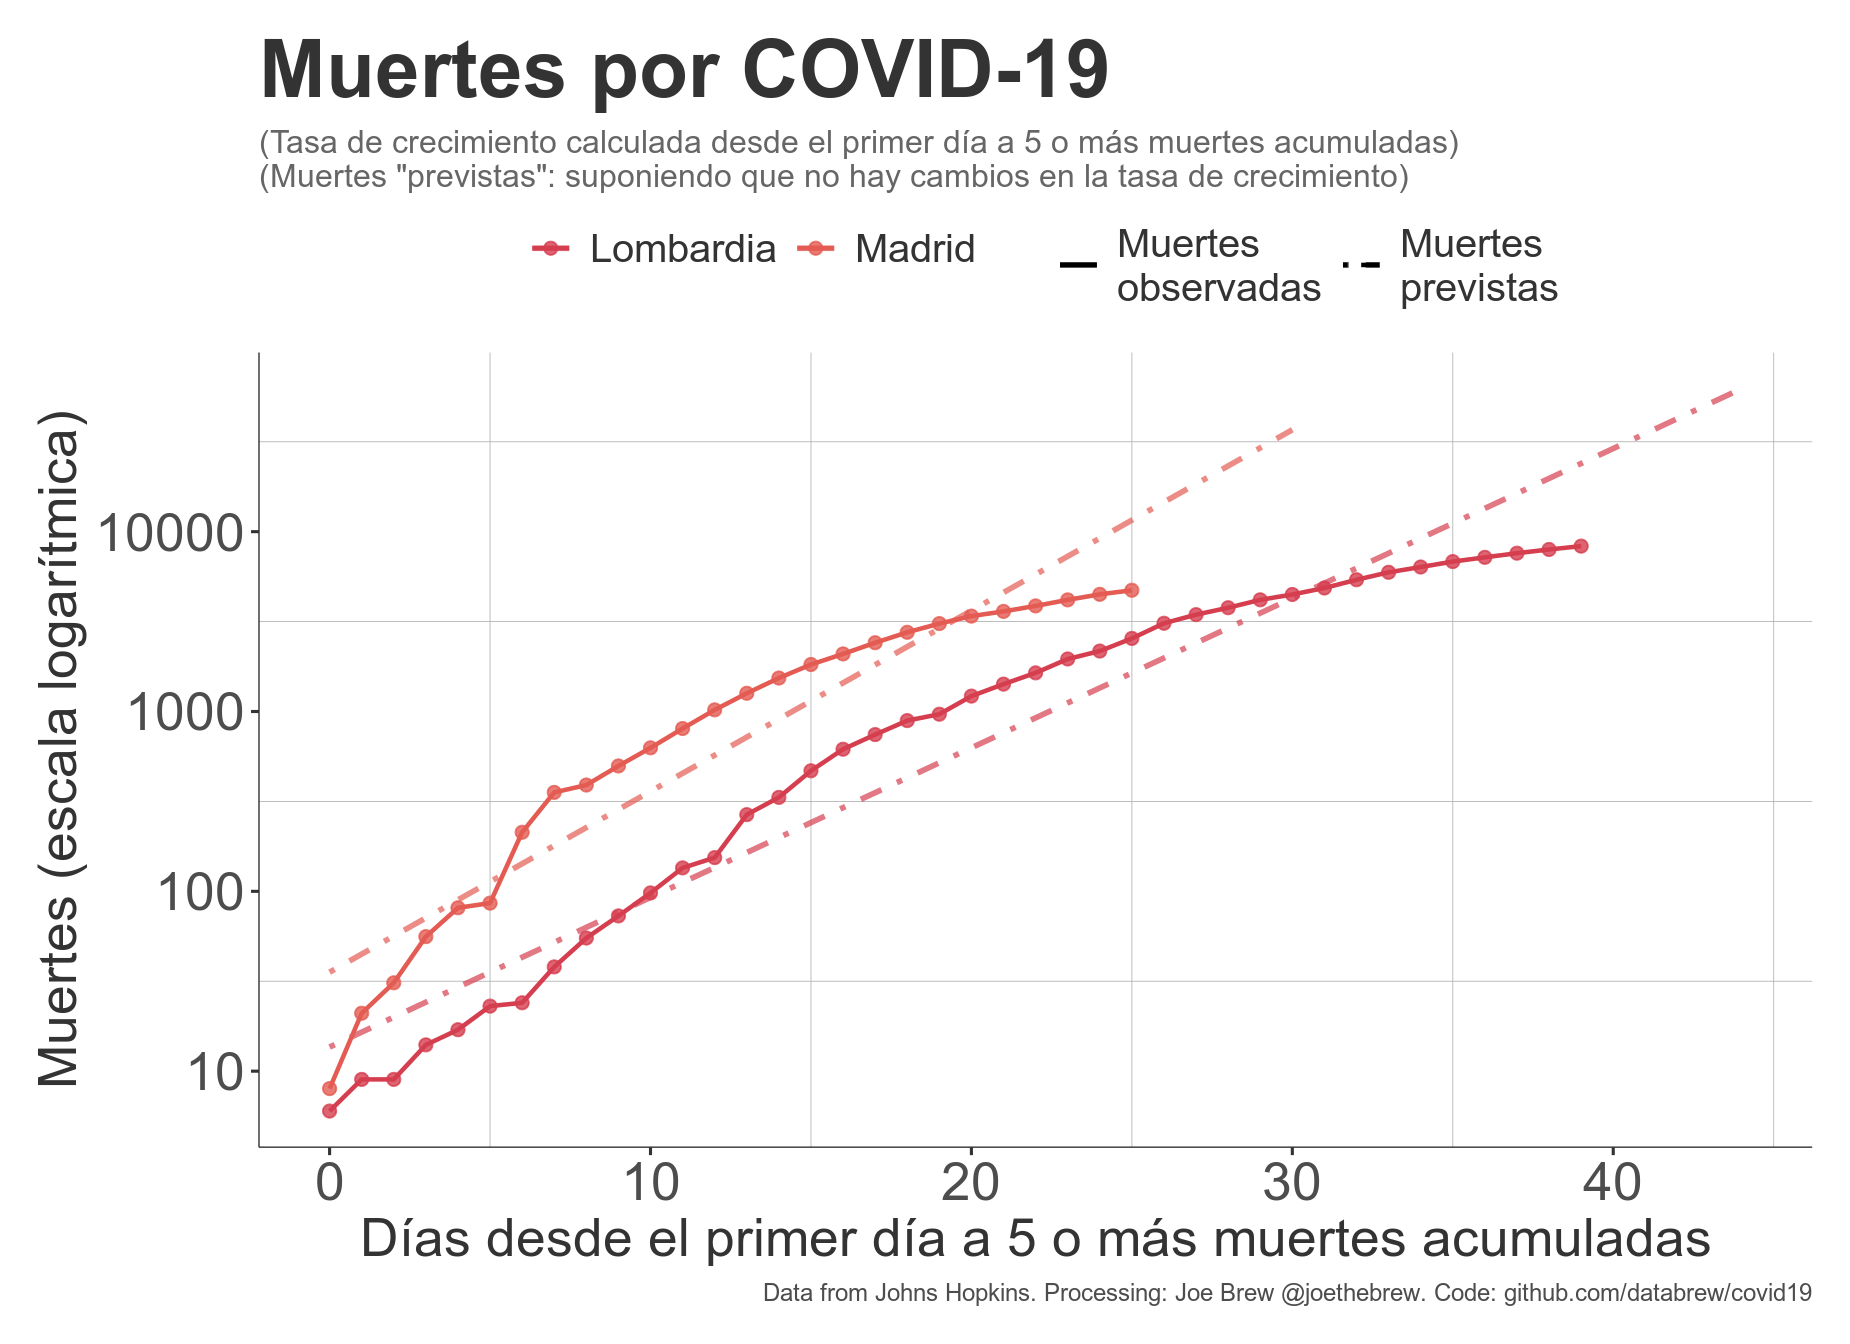 Muertes por COVID-19
(Tasa de crecimiento calculada desde el primer día a 5 o más muertes acumuladas)
(Muertes "previstas": suponiendo que no hay cambios en la tasa de crecimiento)
Lombardia
Madrid
Muertes
observadas
Muertes
previstas
Muertes (escala logarítmica)
10000
1000
100
10
0
10
20
30
40
Días desde el primer día a 5 o más muertes acumuladas
Data from Johns Hopkins. Processing: Joe Brew @joethebrew. Code: github.com/databrew/covid19